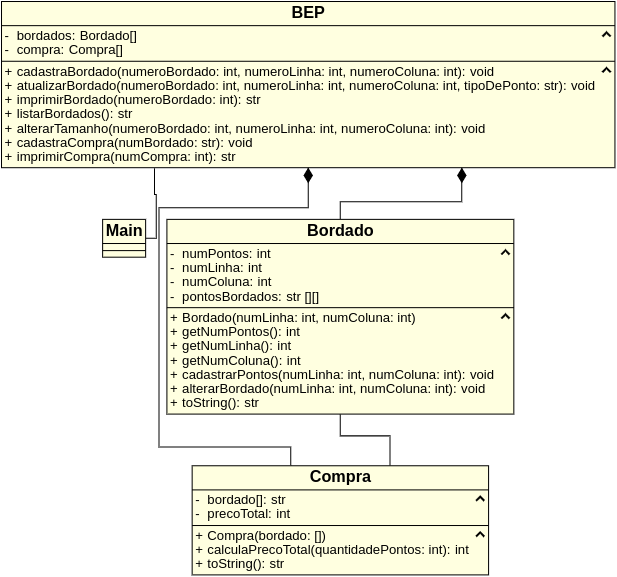 BEP
- bordados: Bordado[]
- compra: Compra[]
+ cadastraBordado(numeroBordado: int, numeroLinha: int, numeroColuna: int): void
+ atualizarBordado(numeroBordado: int, numeroLinha: int, numeroColuna: int, tipoDePonto: str): void
+ imprimirBordado(numeroBordado: int): str
+ listarBordados(): str
+ alterarTamanho(numeroBordado: int, numeroLinha: int, numeroColuna: int): void
+ cadastraCompra(numBordado: str): void
+ imprimirCompra(numCompra: int): str
Main
Bordado
- numPontos: int
- numLinha: int
- numColuna: int
- pontosBordados: str [][]
+ Bordado(numLinha: int, numColuna: int)
+ getNumPontos(): int
+ getNumLinha(): int
+ getNumColuna(): int
+ cadastrarPontos(numLinha: int, numColuna: int): void
+ alterarBordado(numLinha: int, numColuna: int): void
+ toString(): str
Compra
- bordado[]: str
- precoTotal: int
+ Compra(bordado: [])
+ calculaPrecoTotal(quantidadePontos: int): int
+ toString(): str